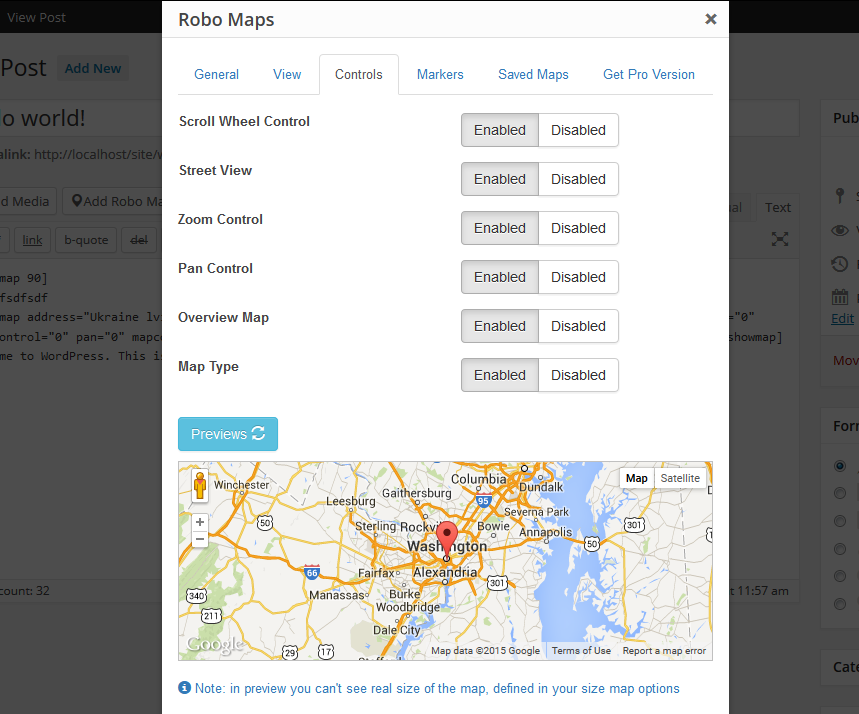 View Post
Robo Maps
×
Post Add New
General View Controls Markers Saved Maps Get Pro Version
o world!
Scroll Wheel Control Enabled Disabled
alink: http://localhost/site/w
Street View Enabled Disabled
d Media Add Robo Ma
Text
Zoom Control Enabled Disabled
link b-quote del
Pan Control Enabled Disabled
map 90]
fsdfsdf
map address="Ukraine lvi
="0"
Overview Map Enabled Disabled
Edit
ontrol="0" pan="0" mapco
showmap]
me to WordPress. This is
Map Type Enabled Disabled
Mov
Previews
Form
Map Satellite
Winchester
Columbia
Dundalk
Gaithersburg
Leesburg
95
Severna Park
50
Sterling Rockville
Bowie
Annapolis
301
Washington
50
66
Fairfax
Alexandria
301
Manassas
Burke
340
Woodbridge
211
Dale City
Google
29
17
Map data ©2015 Google Terms of Use Report a map error
count: 32
t 11:57 am
Cate
Note: in preview you can't see real size of the map, defined in your size map options